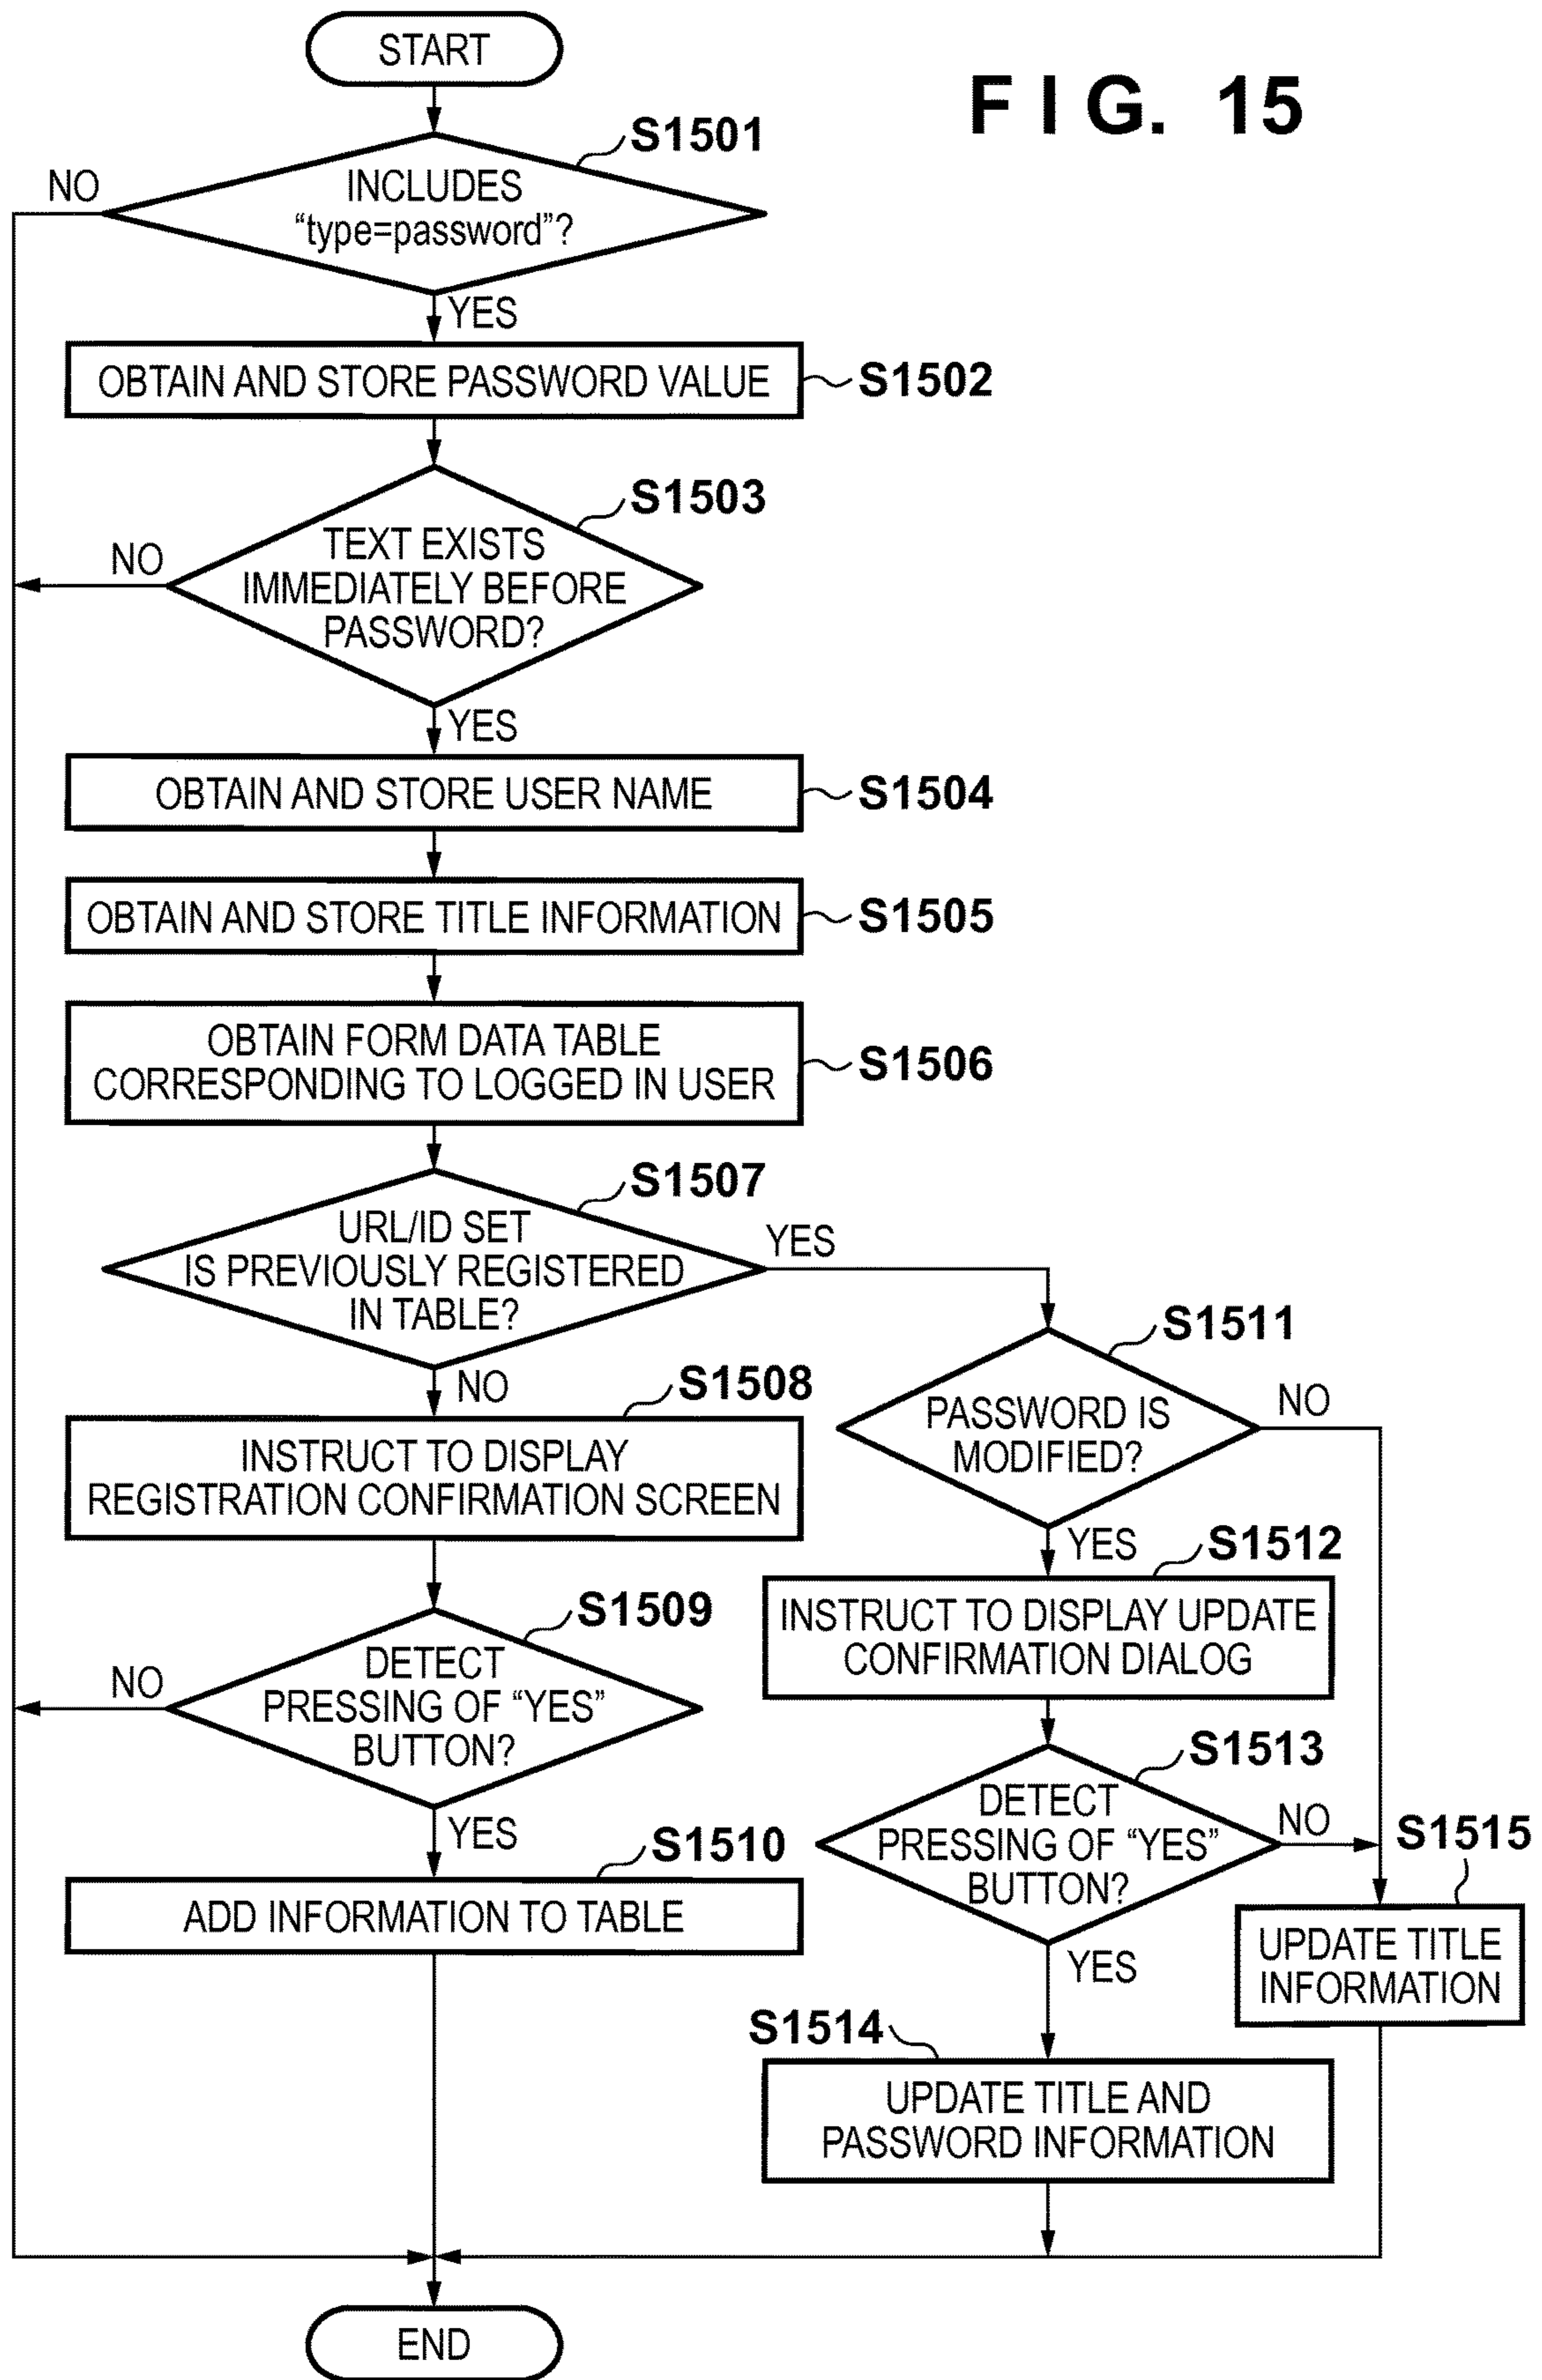 START
FIG. 15
S1501
NO
INCLUDES
“type=password”?
YES
OBTAIN AND STORE PASSWORD VALUE
S1502
S1503
NO
TEXT EXISTS
IMMEDIATELY BEFORE
PASSWORD?
YES
OBTAIN AND STORE USER NAME
S1504
OBTAIN AND STORE TITLE INFORMATION
S1505
OBTAIN FORM DATA TABLE
CORRESPONDING TO LOGGED IN USER
S1506
S1507
URL/ID SET
IS PREVIOUSLY REGISTERED
IN TABLE?
YES
NO
S1508
INSTRUCT TO DISPLAY
REGISTRATION CONFIRMATION SCREEN
S1509
NO
DETECT
PRESSING OF “YES”
BUTTON?
YES
S1510
ADD INFORMATION TO TABLE
S1511
PASSWORD IS
MODIFIED?
NO
YES
S1512
INSTRUCT TO DISPLAY UPDATE
CONFIRMATION DIALOG
S1513
DETECT
PRESSING OF “YES”
BUTTON?
NO
YES
S1515
UPDATE TITLE
INFORMATION
S1514
UPDATE TITLE AND
PASSWORD INFORMATION
END